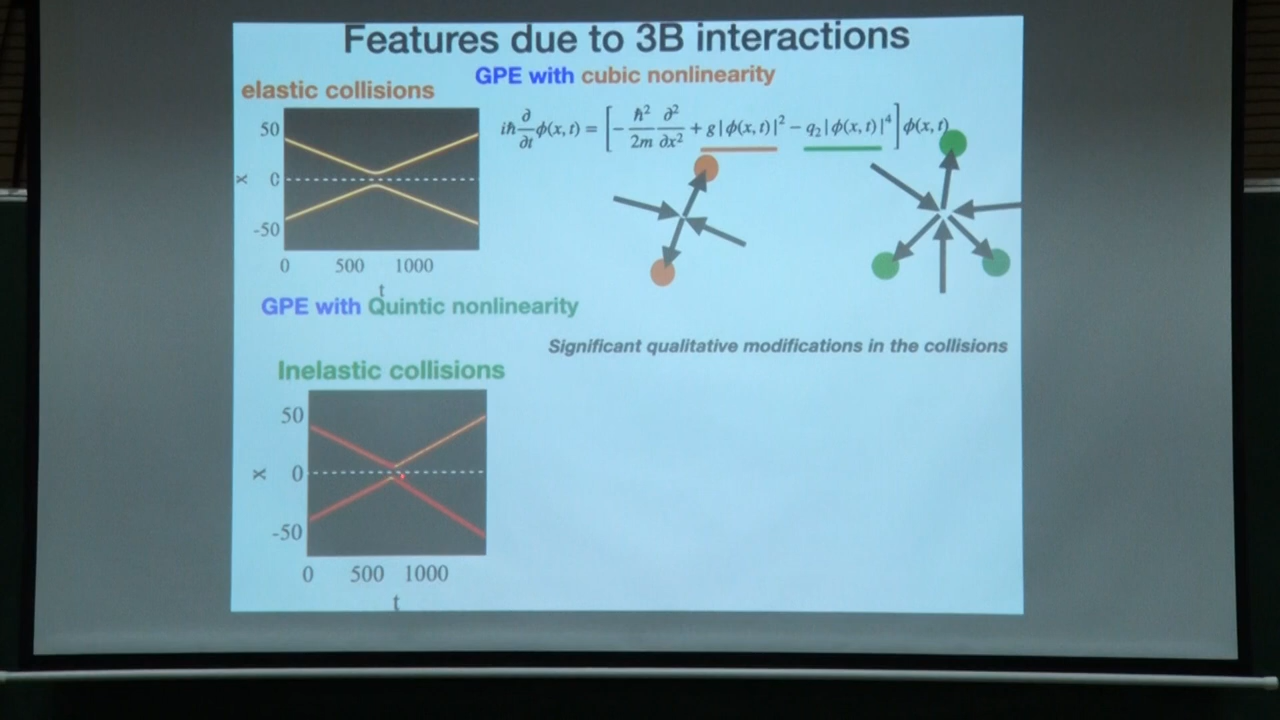 Features due to 3B interactions
GPE with cubic nonlinearity
elastic collisions
iħ ∂/∂t ϕ(x, t) = [ − ħ²/2m ∂²/∂x² + g|ϕ(x, t)|² − q₂|ϕ(x, t)|⁴ ] ϕ(x, t)
50
x 0
-50
0 500 1000
t
GPE with Quintic nonlinearity
Significant qualitative modifications in the collisions
Inelastic collisions
50
x 0
-50
0 500 1000
t